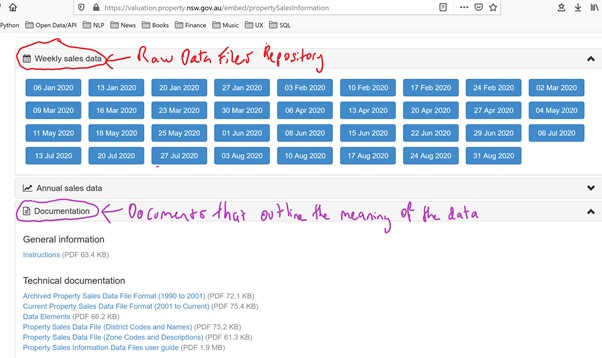 https://valuation.property.nsw.gov.au/embed/propertySalesInformation
Python Open Data/API NLP News Books Finance Music UX SQL
Weekly sales data Raw Data Files Repository
06 Jan 2020 13 Jan 2020 20 Jan 2020 27 Jan 2020 03 Feb 2020 10 Feb 2020 17 Feb 2020 24 Feb 2020 02 Mar 2020
09 Mar 2020 16 Mar 2020 23 Mar 2020 30 Mar 2020 06 Apr 2020 13 Apr 2020 20 Apr 2020 27 Apr 2020 04 May 2020
11 May 2020 18 May 2020 25 May 2020 01 Jun 2020 08 Jun 2020 15 Jun 2020 22 Jun 2020 29 Jun 2020 06 Jul 2020
13 Jul 2020 20 Jul 2020 27 Jul 2020 03 Aug 2020 10 Aug 2020 17 Aug 2020 24 Aug 2020 31 Aug 2020
Annual sales data
Documentation Documents that outline the meaning of the data
General information
Instructions (PDF 63.4 KB)
Technical documentation
Archived Property Sales Data File Format (1990 to 2001) (PDF 72.1 KB)
Current Property Sales Data File Format (2001 to Current) (PDF 75.4 KB)
Data Elements (PDF 66.2 KB)
Property Sales Data File (District Codes and Names) (PDF 75.2 KB)
Property Sales Data File (Zone Codes and Descriptions) (PDF 61.3 KB)
Property Sales Information Data Files user guide (PDF 1.9 MB)